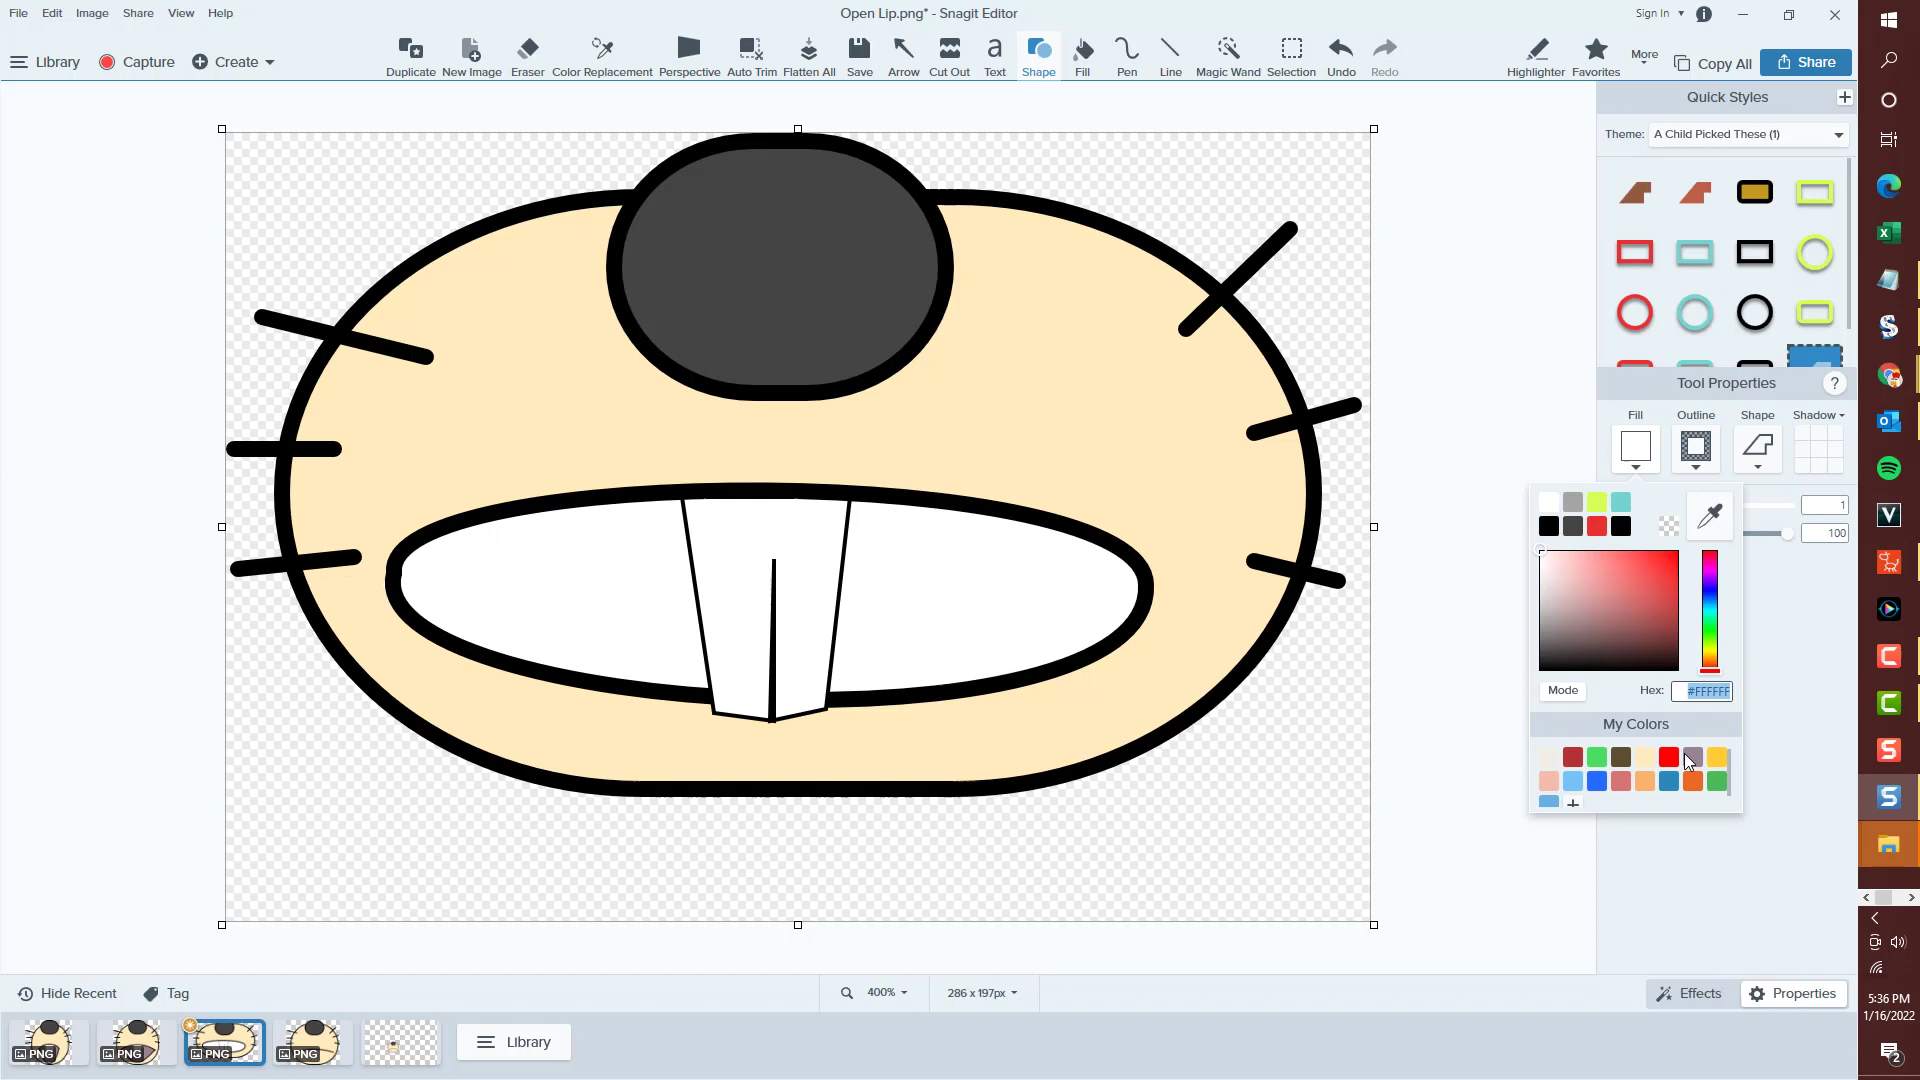 File Edit Image Share View Help
Open Lip.png* - Snagit Editor
Sign In
Library Capture Create
Duplicate New Image Eraser Color Replacement Perspective Auto Trim Flatten All Save Arrow Cut Out Text Shape Fill Pen Line Magic Wand Selection Undo Redo
Highlighter Favorites More Copy All Share
Quick Styles
Theme: A Child Picked These (1)
Tool Properties ?
Fill Outline Shape Shadow
1
100
Mode Hex: #FFFFFF
My Colors
Hide Recent Tag
400% 286 x 197px
Effects Properties
PNG PNG PNG PNG
Library
5:36 PM
1/16/2022
2